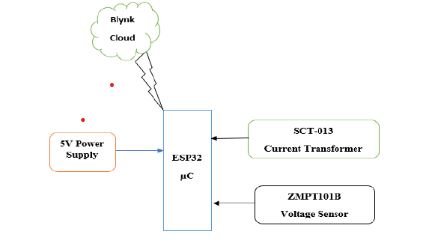 Blynk
Cloud
5V Power
Supply
ESP32
µC
SCT-013
Current Transformer
ZMPT101B
Voltage Sensor